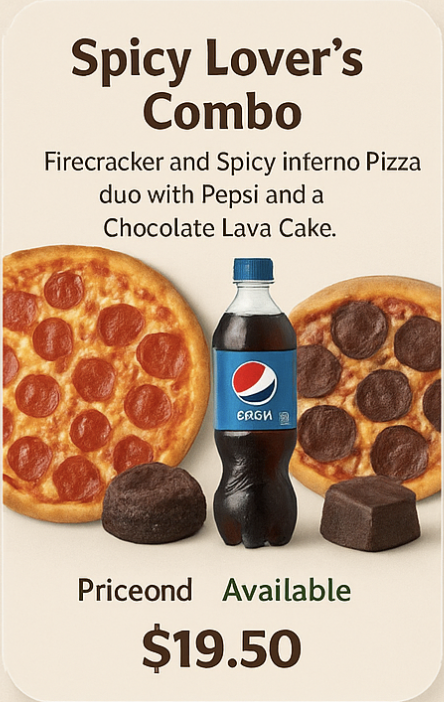 Spicy Lover's
Combo
Firecracker and Spicy inferno Pizza
duo with Pepsi and a
Chocolate Lava Cake.
Priceond Available
$19.50